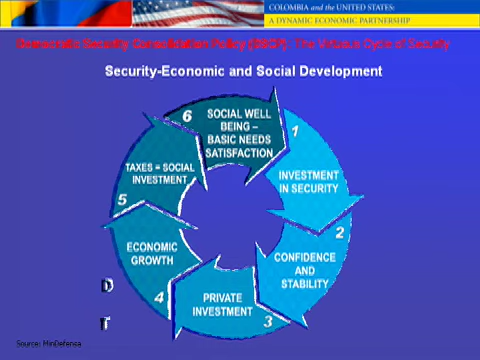 COLOMBIA and the UNITED STATES:
A DYNAMIC ECONOMIC PARTNERSHIP
Democratic Security Consolidation Policy (DSCP): The Virtuous Cycle of Security
Security-Economic and Social Development
6
SOCIAL WELL
BEING –
BASIC NEEDS
SATISFACTION
1
INVESTMENT
IN SECURITY
2
CONFIDENCE
AND
STABILITY
3
PRIVATE
INVESTMENT
4
ECONOMIC
GROWTH
5
TAXES = SOCIAL
INVESTMENT
D
T
Source: MinDefensa